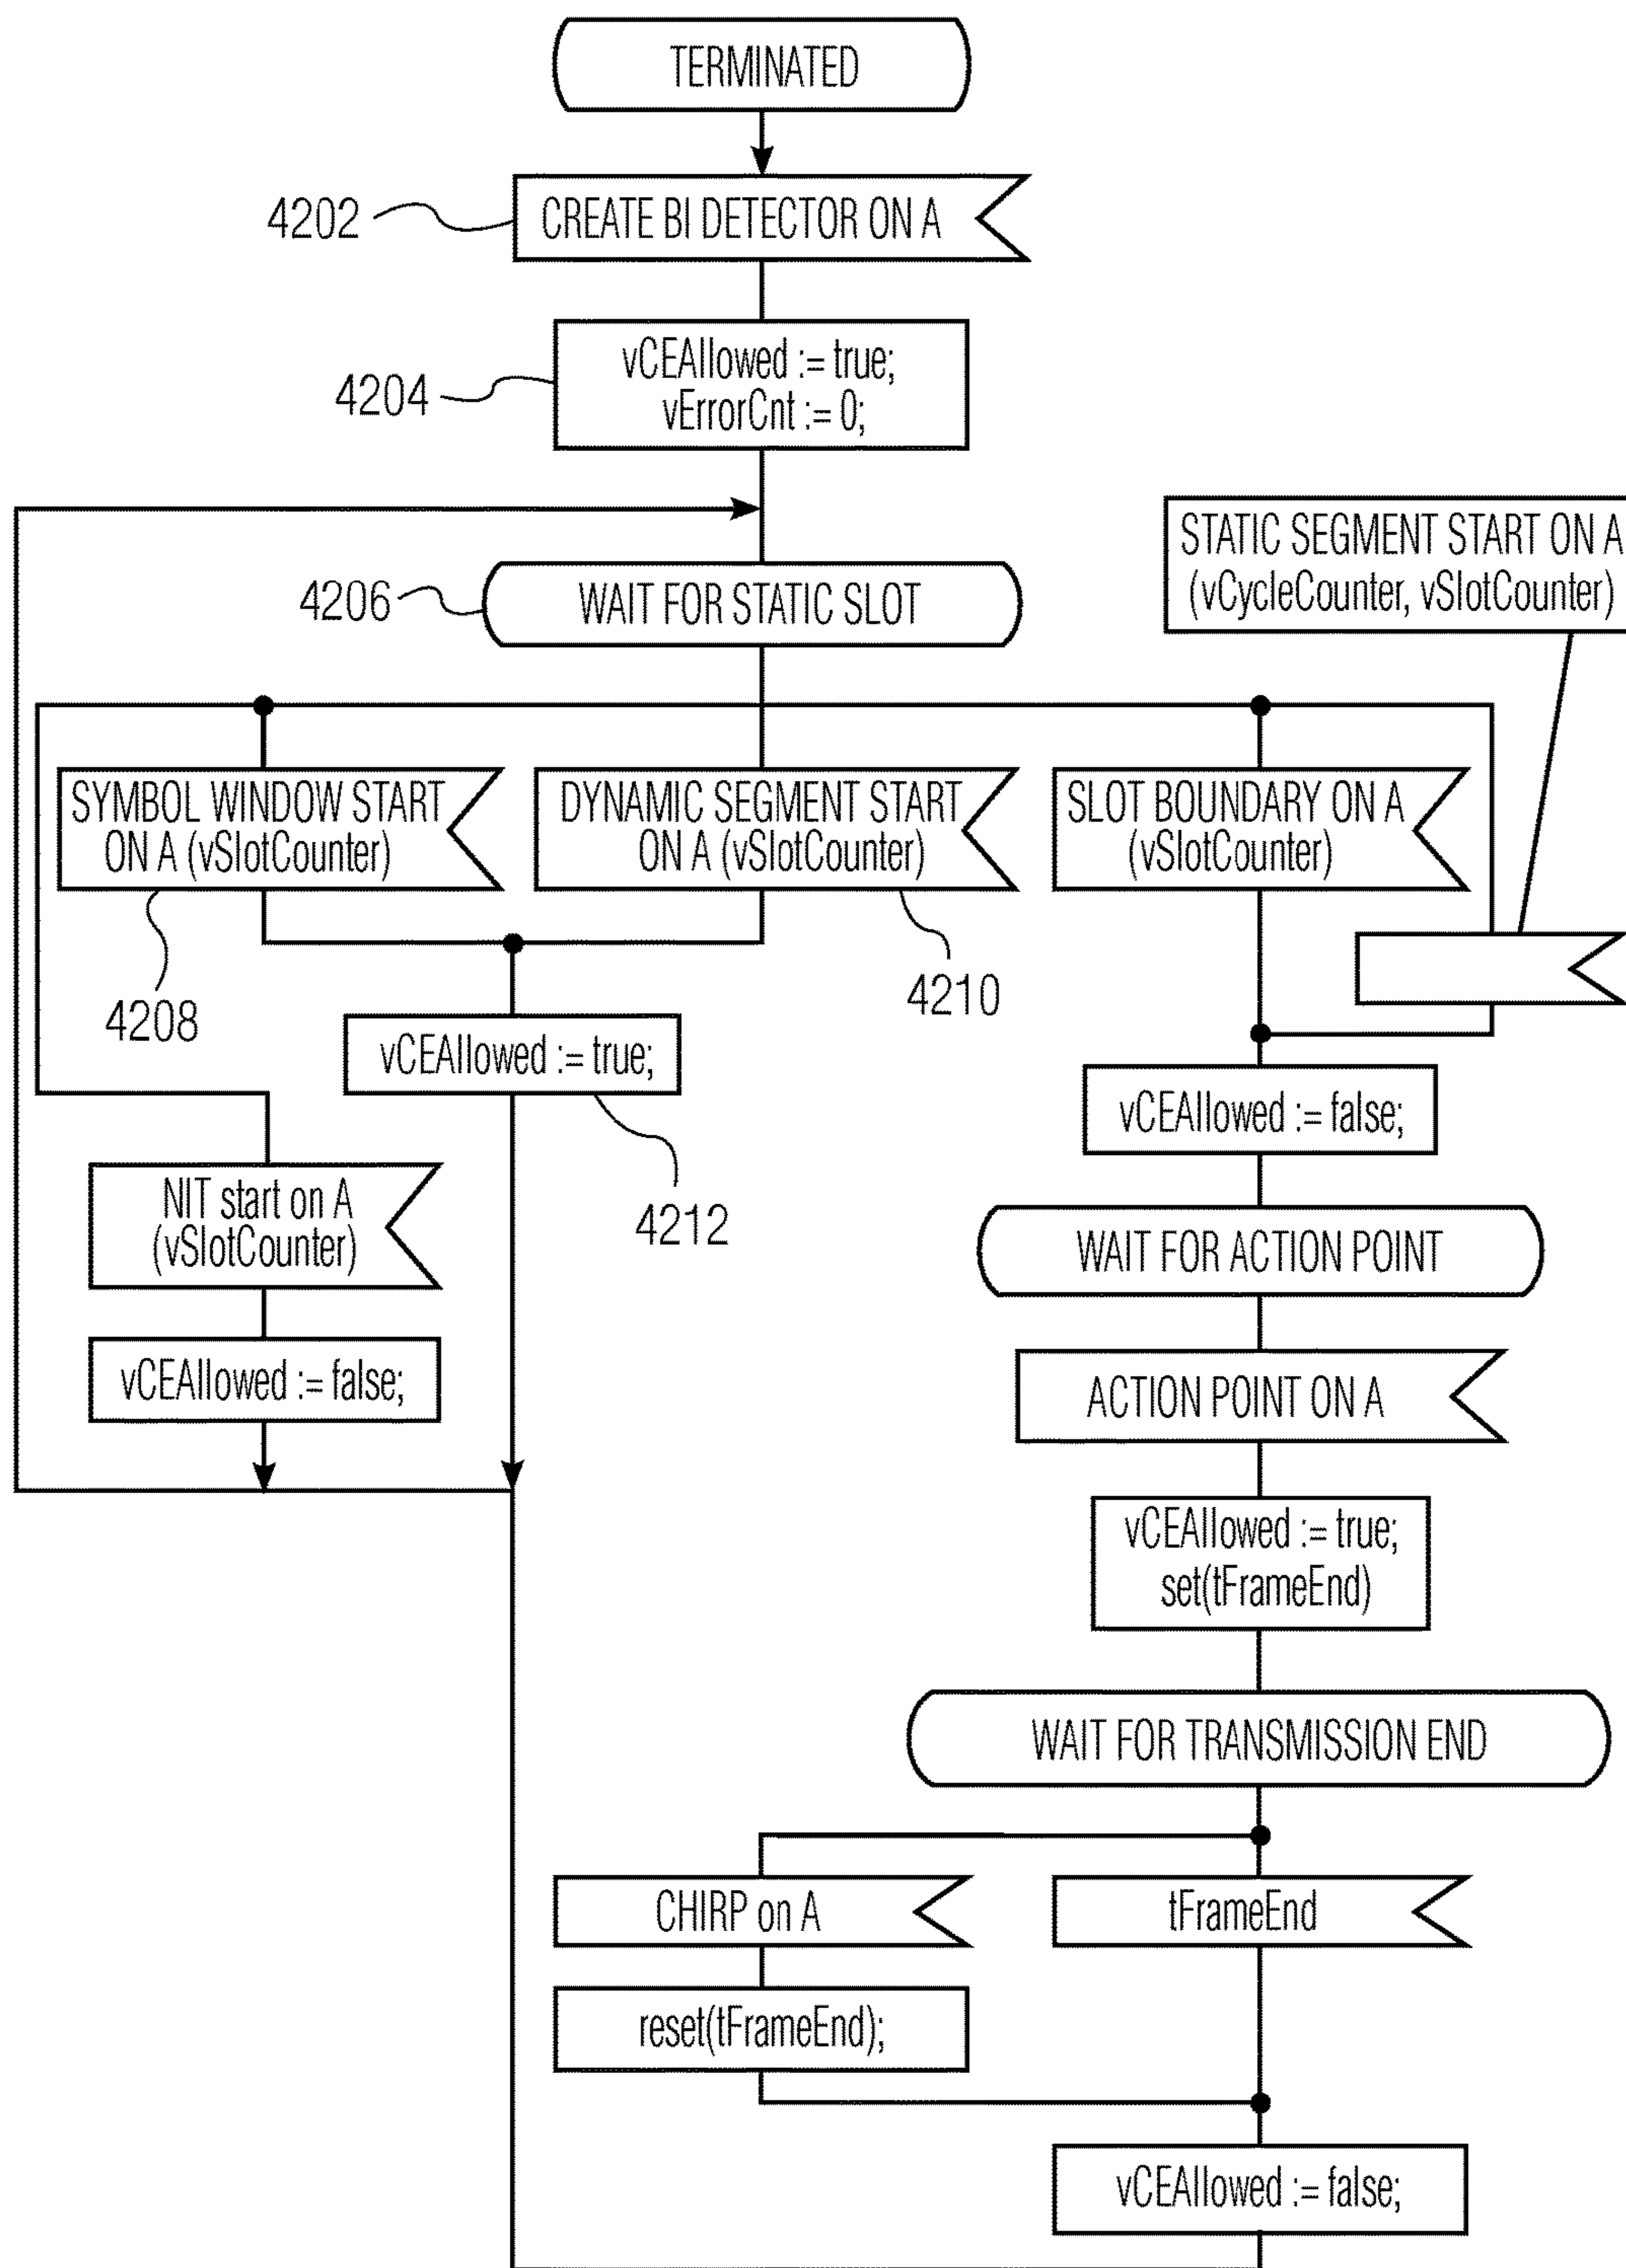 TERMINATED
4202
CREATE BI DETECTOR ON A
4204
vCEAllowed := true;
vErrorCnt := 0;
STATIC SEGMENT START ON A
(vCycleCounter, vSlotCounter)
4206
WAIT FOR STATIC SLOT
SYMBOL WINDOW START
ON A (vSlotCounter)
DYNAMIC SEGMENT START
ON A (vSlotCounter)
SLOT BOUNDARY ON A
(vSlotCounter)
4208
4210
vCEAllowed := true;
vCEAllowed := false;
4212
NIT start on A
(vSlotCounter)
WAIT FOR ACTION POINT
vCEAllowed := false;
ACTION POINT ON A
vCEAllowed := true;
set(tFrameEnd)
WAIT FOR TRANSMISSION END
CHIRP on A
tFrameEnd
reset(tFrameEnd);
vCEAllowed := false;